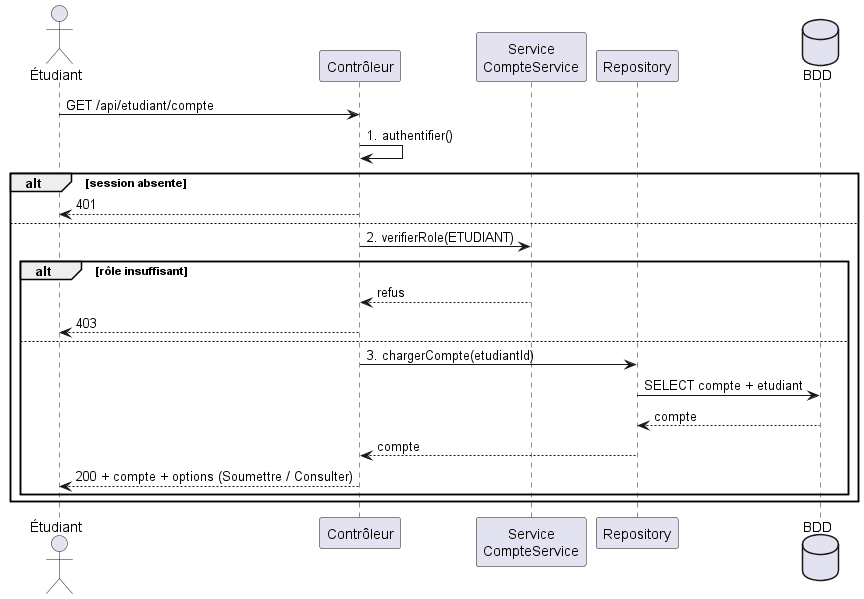 Étudiant
Contrôleur
Service
CompteService
Repository
BDD
GET /api/etudiant/compte
1. authentifier()
alt [session absente]
401
2. verifierRole(ETUDIANT)
alt [rôle insuffisant]
refus
403
3. chargerCompte(etudiantId)
SELECT compte + etudiant
compte
compte
200 + compte + options (Soumettre / Consulter)
Étudiant
Contrôleur
Service
CompteService
Repository
BDD